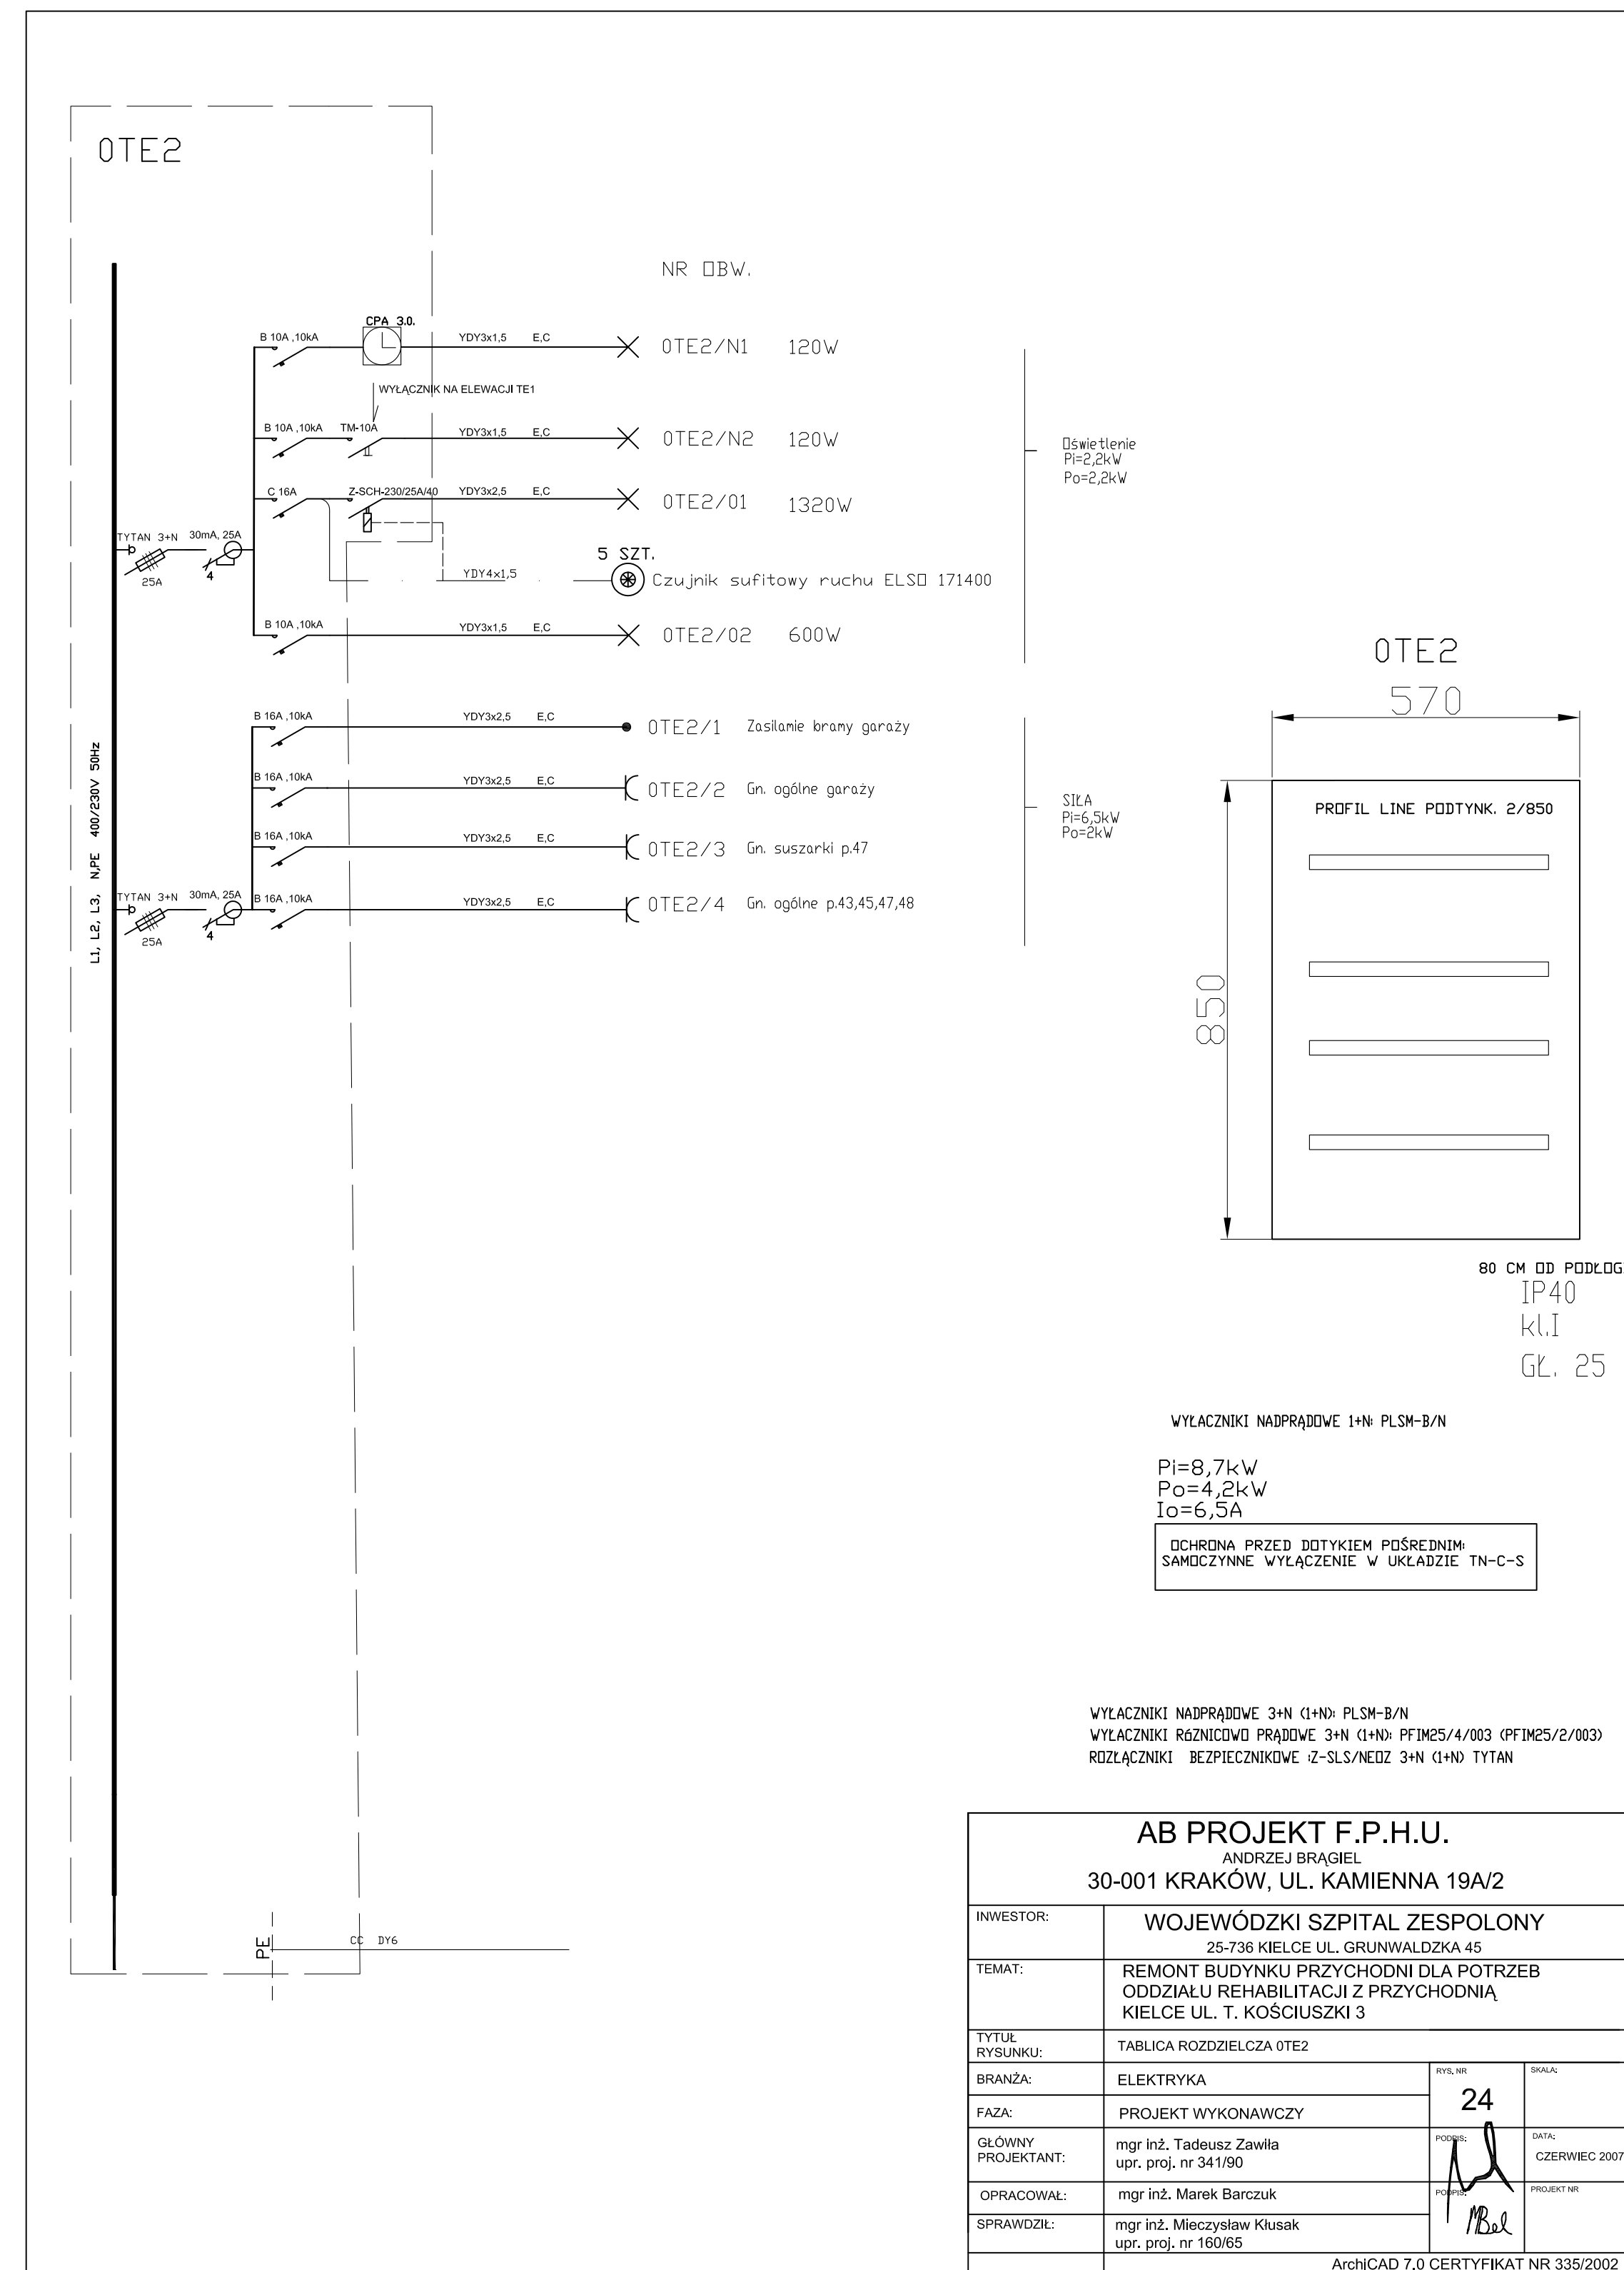 0TE2
NR OBW.
CPA 3.0.
B 10A ,10kA
YDY3x1,5 E,C
0TE2/N1 120W
WYŁĄCZNIK NA ELEWACJI TE1
B 10A ,10kA TM-10A
YDY3x1,5 E,C
0TE2/N2 120W
Oświetlenie
Pi=2,2kW
Po=2,2kW
C 16A Z-SCH-230/25A/40 YDY3x2,5 E,C
0TE2/01 1320W
TYTAN 3+N 30mA, 25A
25A 4
5 SZT.
YDY4x1,5
Czujnik sufitowy ruchu ELSO 171400
B 10A ,10kA
YDY3x1,5 E,C
0TE2/02 600W
B 16A ,10kA YDY3x2,5 E,C
0TE2/1 Zasilamie bramy garaży
B 16A ,10kA YDY3x2,5 E,C
0TE2/2 Gn. ogólne garaży
SIŁA
Pi=6,5kW
Po=2kW
B 16A ,10kA YDY3x2,5 E,C
0TE2/3 Gn. suszarki p.47
TYTAN 3+N 30mA, 25A B 16A ,10kA YDY3x2,5 E,C
0TE2/4 Gn. ogólne p.43,45,47,48
25A 4
L1, L2, L3, N,PE 400/230V 50Hz
PE
CC DY6
0TE2
570
PROFIL LINE PODTYNK. 2/850
850
80 CM OD PODŁOG
IP40
kl.I
GŁ. 25
WYŁACZNIKI NADPRĄDOWE 1+N: PLSM-B/N
Pi=8,7kW
Po=4,2kW
Io=6,5A
OCHRONA PRZED DOTYKIEM POŚREDNIM:
SAMOCZYNNE WYŁĄCZENIE W UKŁADZIE TN-C-S
WYŁACZNIKI NADPRĄDOWE 3+N (1+N): PLSM-B/N
WYŁACZNIKI RóZNICOWO PRĄDOWE 3+N (1+N): PFIM25/4/003 (PFIM25/2/003)
ROZŁĄCZNIKI BEZPIECZNIKOWE :Z-SLS/NEOZ 3+N (1+N) TYTAN
AB PROJEKT F.P.H.U.
ANDRZEJ BRĄGIEL
30-001 KRAKÓW, UL. KAMIENNA 19A/2
INWESTOR:
WOJEWÓDZKI SZPITAL ZESPOLONY
25-736 KIELCE UL. GRUNWALDZKA 45
TEMAT:
REMONT BUDYNKU PRZYCHODNI DLA POTRZEB
ODDZIAŁU REHABILITACJI Z PRZYCHODNIĄ
KIELCE UL. T. KOŚCIUSZKI 3
TYTUŁ
RYSUNKU:
TABLICA ROZDZIELCZA 0TE2
BRANŻA: ELEKTRYKA
RYS. NR
24
SKALA:
FAZA: PROJEKT WYKONAWCZY
GŁÓWNY
PROJEKTANT:
mgr inż. Tadeusz Zawiła
upr. proj. nr 341/90
PODPIS:
DATA:
CZERWIEC 2007
OPRACOWAŁ: mgr inż. Marek Barczuk
PODPIS:
PROJEKT NR
SPRAWDZIŁ:
mgr inż. Mieczysław Kłusak
upr. proj. nr 160/65
ArchiCAD 7.0 CERTYFIKAT NR 335/2002